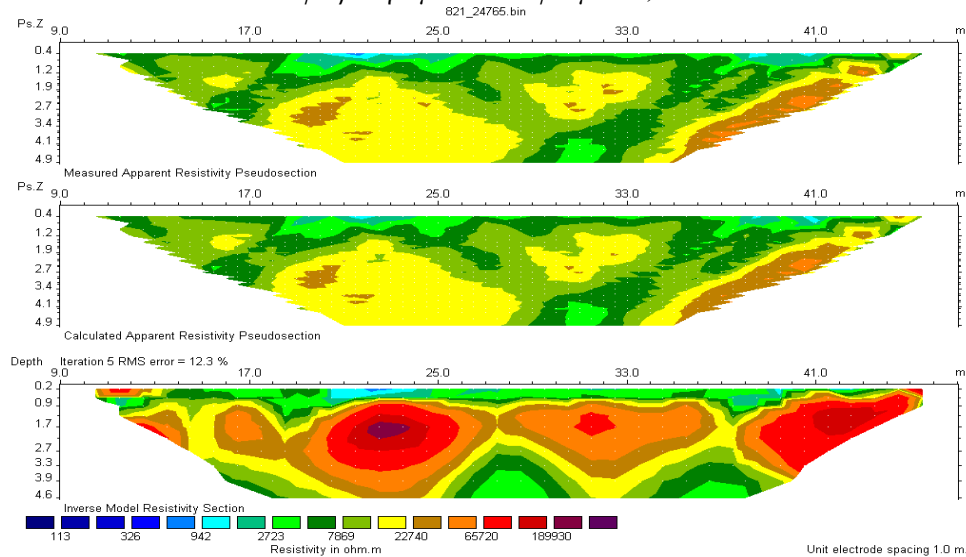 821_24765.bin
Ps.Z
9.0 17.0 25.0 33.0 41.0 m
0.4
1.2
1.9
2.7
3.4
4.1
4.9
Measured Apparent Resistivity Pseudosection
Ps.Z
9.0 17.0 25.0 33.0 41.0 m
0.4
1.2
1.9
2.7
3.4
4.1
4.9
Calculated Apparent Resistivity Pseudosection
Depth Iteration 5 RMS error = 12.3 %
9.0 17.0 25.0 33.0 41.0 m
0.2
0.9
1.7
2.7
3.3
3.9
4.6
Inverse Model Resistivity Section
113 326 942 2723 7869 22740 65720 189930
Resistivity in ohm.m
Unit electrode spacing 1.0 m